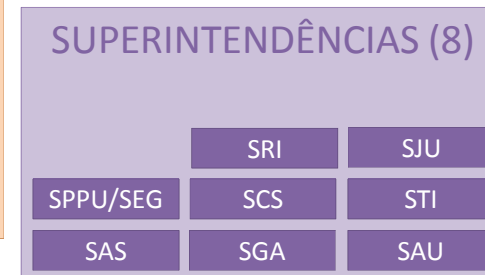 SUPERINTENDÊNCIAS (8)
SRI SJU
SPPU/SEG SCS STI
SAS SGA SAU